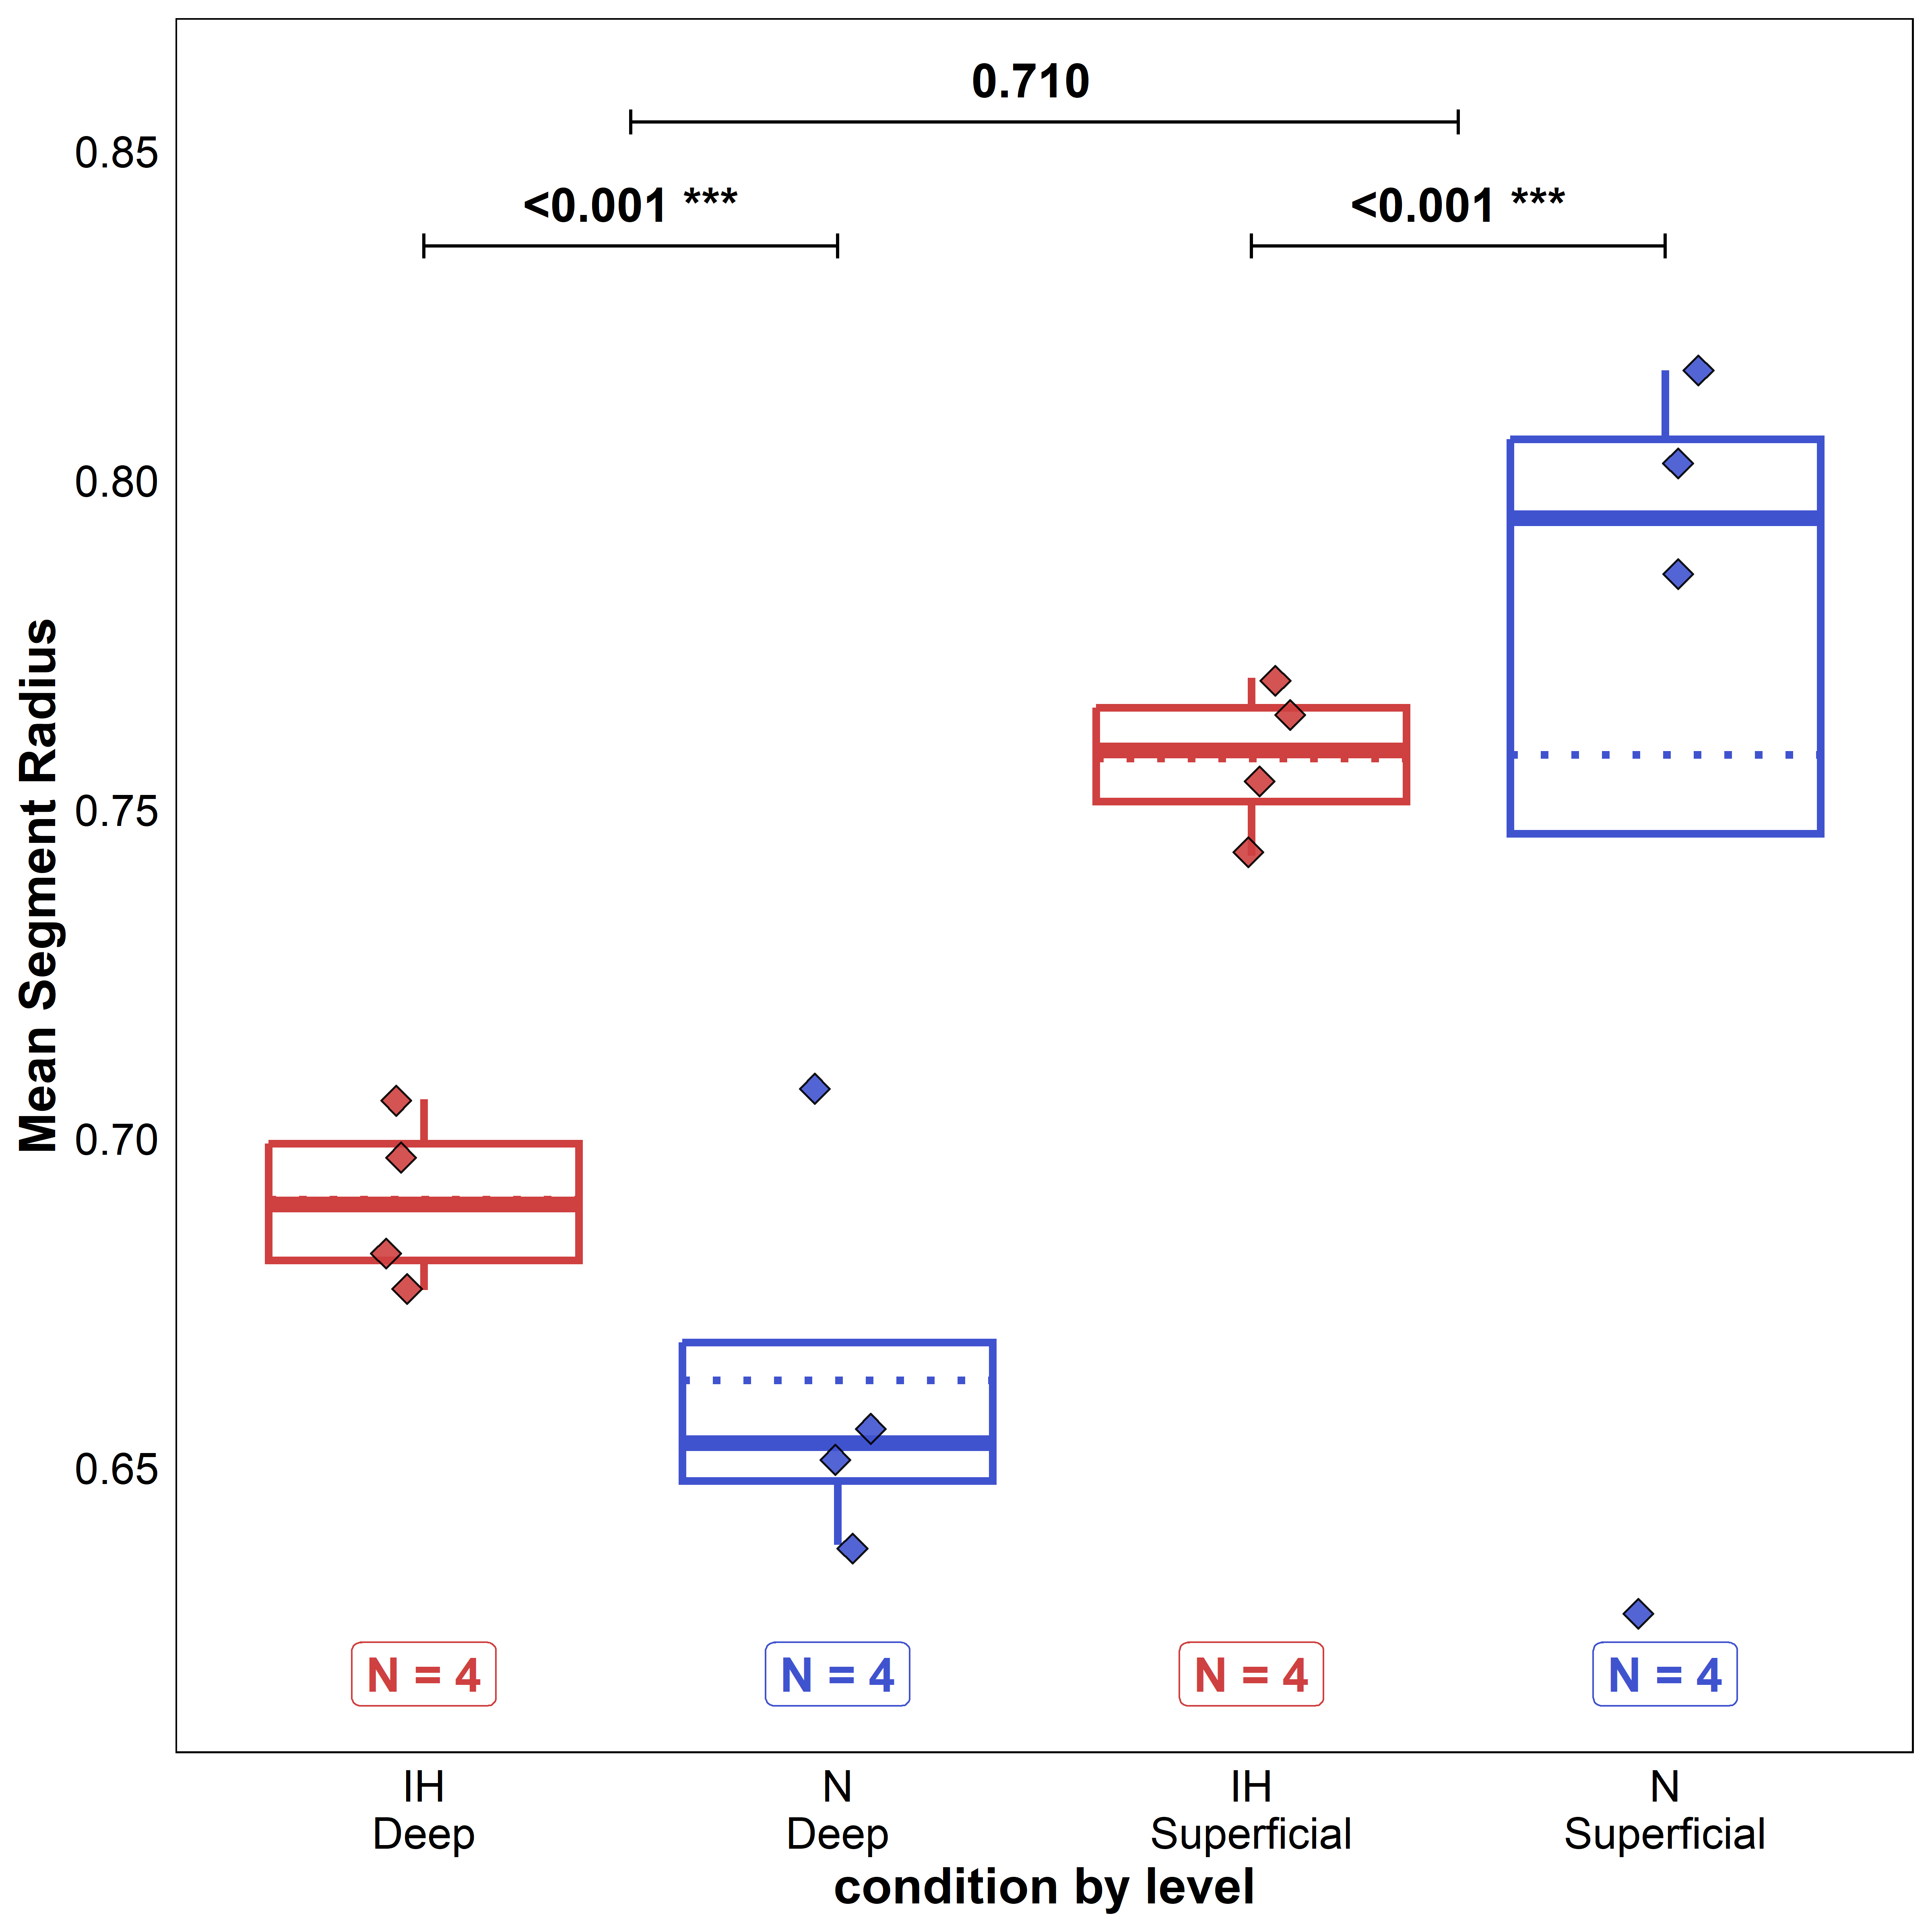 0.710
0.85
<0.001 ***
<0.001 ***
0.80
0.75
0.70
0.65
Mean Segment Radius
N = 4
N = 4
N = 4
N = 4
IH
Deep
N
Deep
IH
Superficial
N
Superficial
condition by level